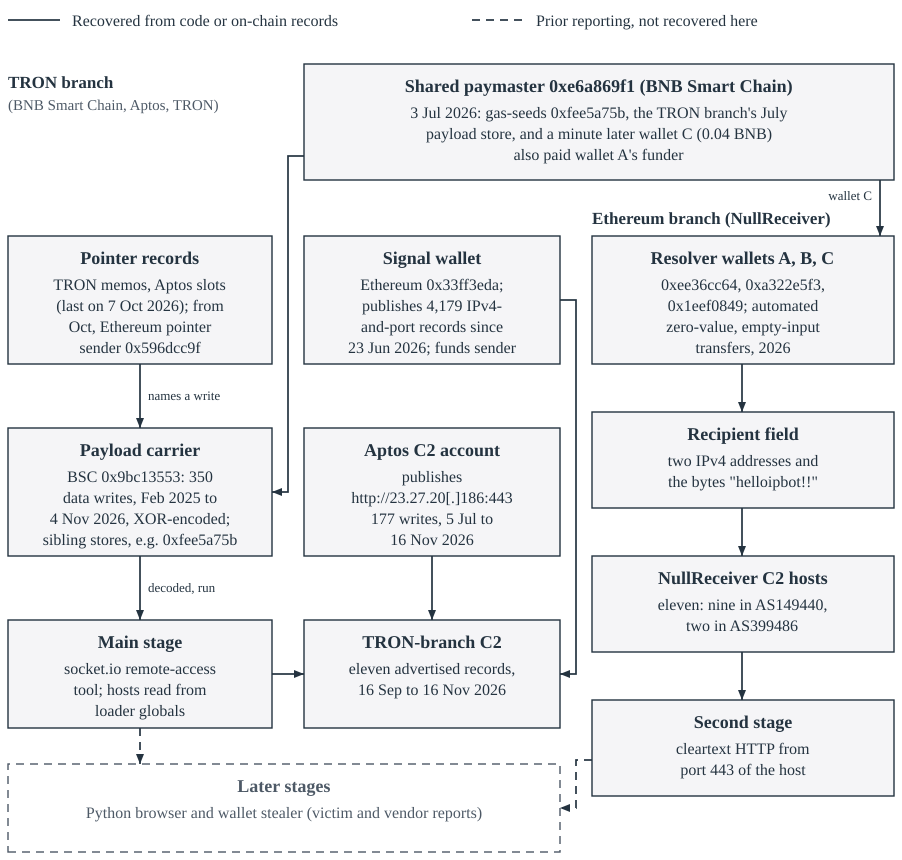 Recovered from code or on-chain records
Prior reporting, not recovered here
TRON branch
(BNB Smart Chain, Aptos, TRON)
Shared paymaster 0xe6a869f1 (BNB Smart Chain)
3 Jul 2026: gas-seeds 0xfee5a75b, the TRON branch's July
payload store, and a minute later wallet C (0.04 BNB)
also paid wallet A's funder
wallet C
Ethereum branch (NullReceiver)
Pointer records
TRON memos, Aptos slots
(last on 7 Oct 2026); from
Oct, Ethereum pointer
sender 0x596dcc9f
Signal wallet
Ethereum 0x33ff3eda;
publishes 4,179 IPv4-
and-port records since
23 Jun 2026; funds sender
Resolver wallets A, B, C
0xee36cc64, 0xa322e5f3,
0x1eef0849; automated
zero-value, empty-input
transfers, 2026
names a write
Payload carrier
BSC 0x9bc13553: 350
data writes, Feb 2025 to
4 Nov 2026, XOR-encoded;
sibling stores, e.g. 0xfee5a75b
Aptos C2 account
publishes
http://23.27.20[.]186:443
177 writes, 5 Jul to
16 Nov 2026
Recipient field
two IPv4 addresses and
the bytes "helloipbot!!"
decoded, run
NullReceiver C2 hosts
eleven: nine in AS149440,
two in AS399486
Main stage
socket.io remote-access
tool; hosts read from
loader globals
TRON-branch C2
eleven advertised records,
16 Sep to 16 Nov 2026
Second stage
cleartext HTTP from
port 443 of the host
Later stages
Python browser and wallet stealer (victim and vendor reports)